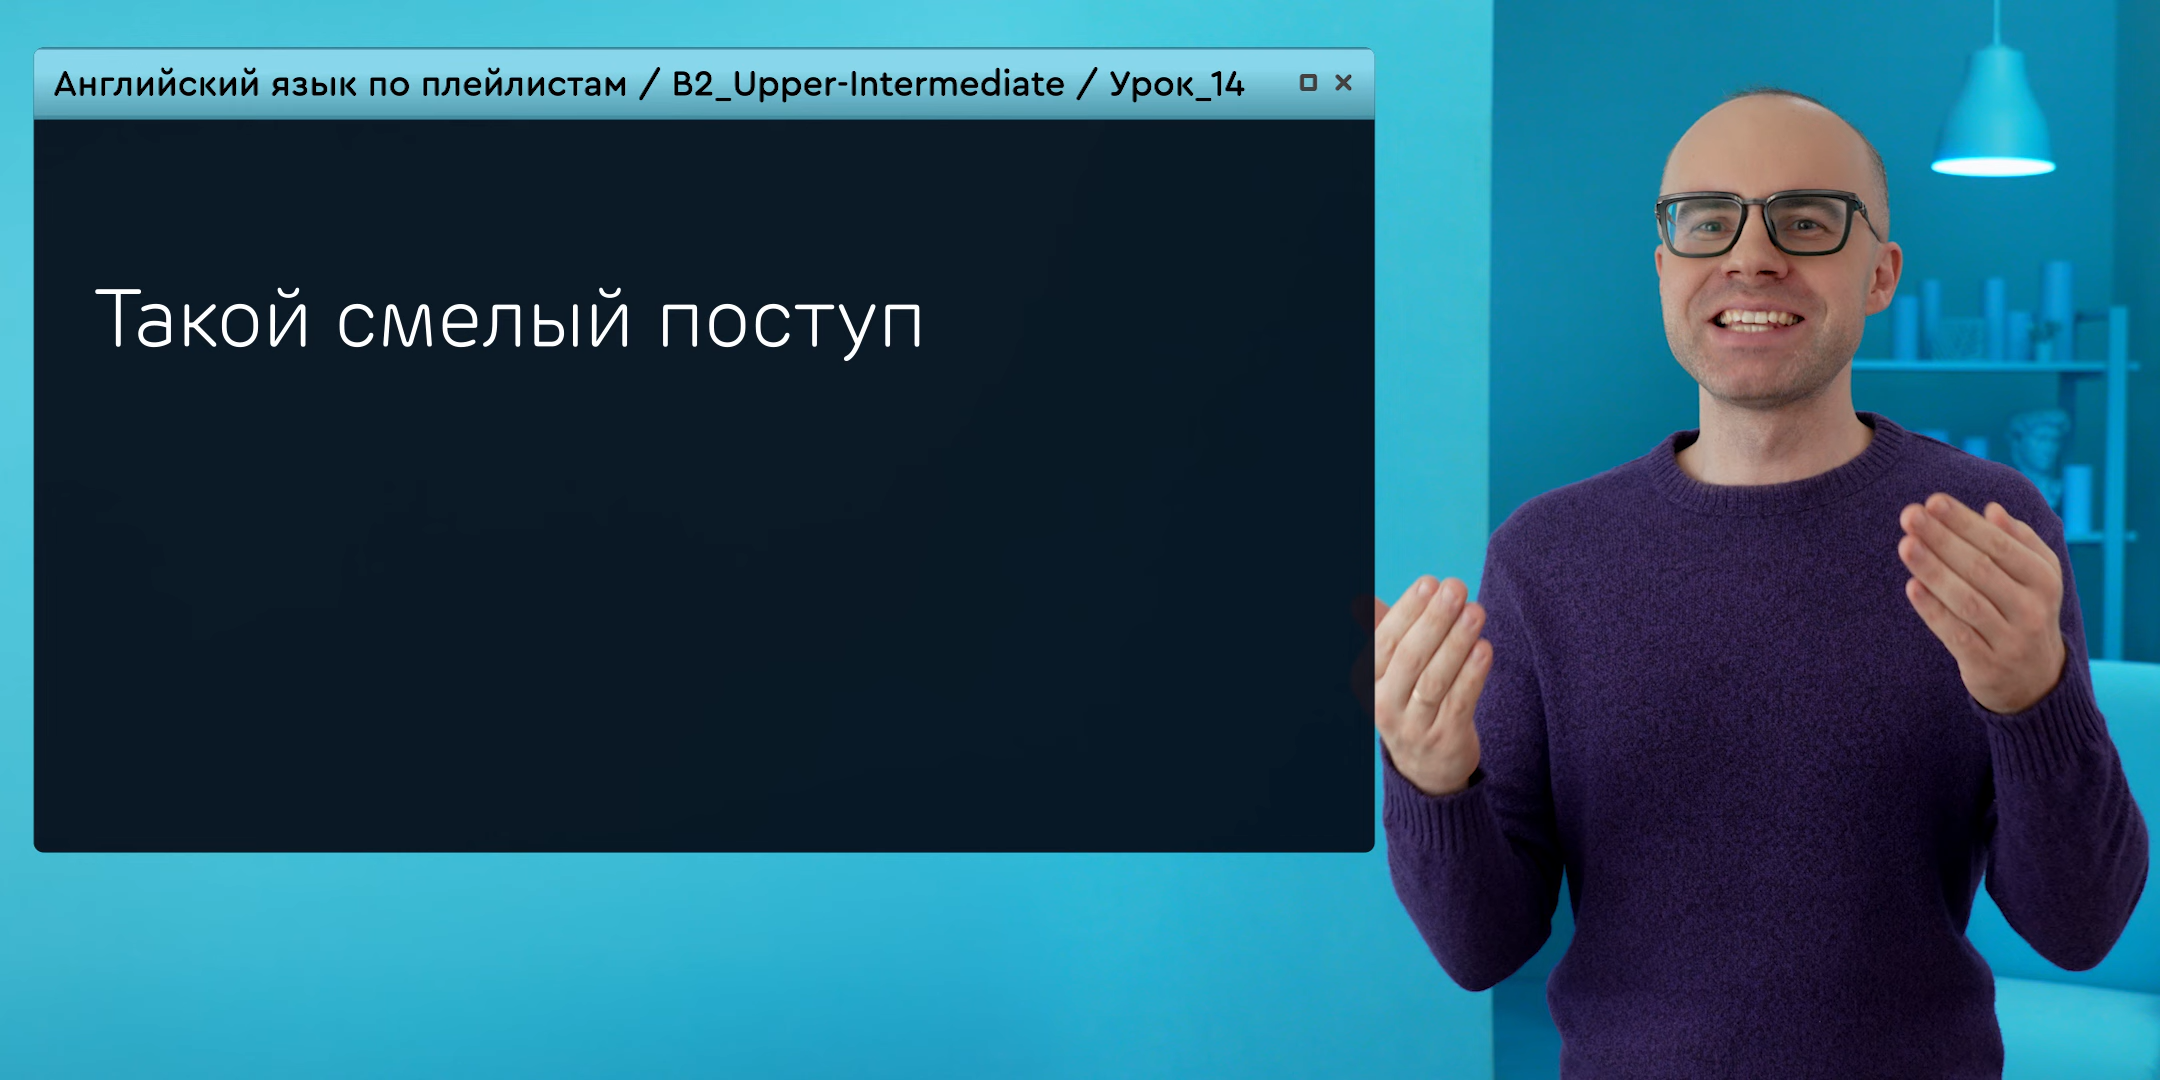 Английский язык по плейлистам / B2_Upper-Intermediate / Урок_14
Такой смелый поступ